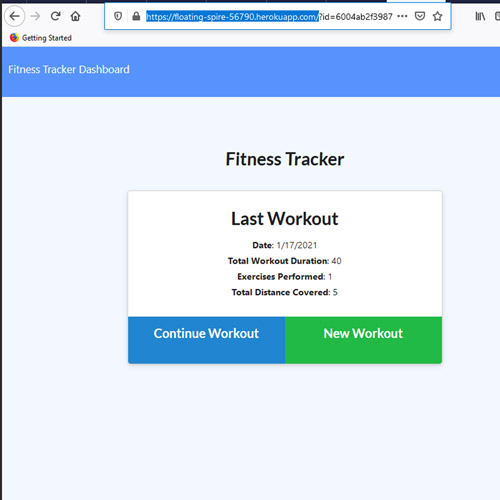 https://floating-spire-56790.herokuapp.com/?id=6004ab2f3987
Getting Started
Fitness Tracker Dashboard
Fitness Tracker
Last Workout
Date: 1/17/2021
Total Workout Duration: 40
Exercises Performed: 1
Total Distance Covered: 5
Continue Workout
New Workout